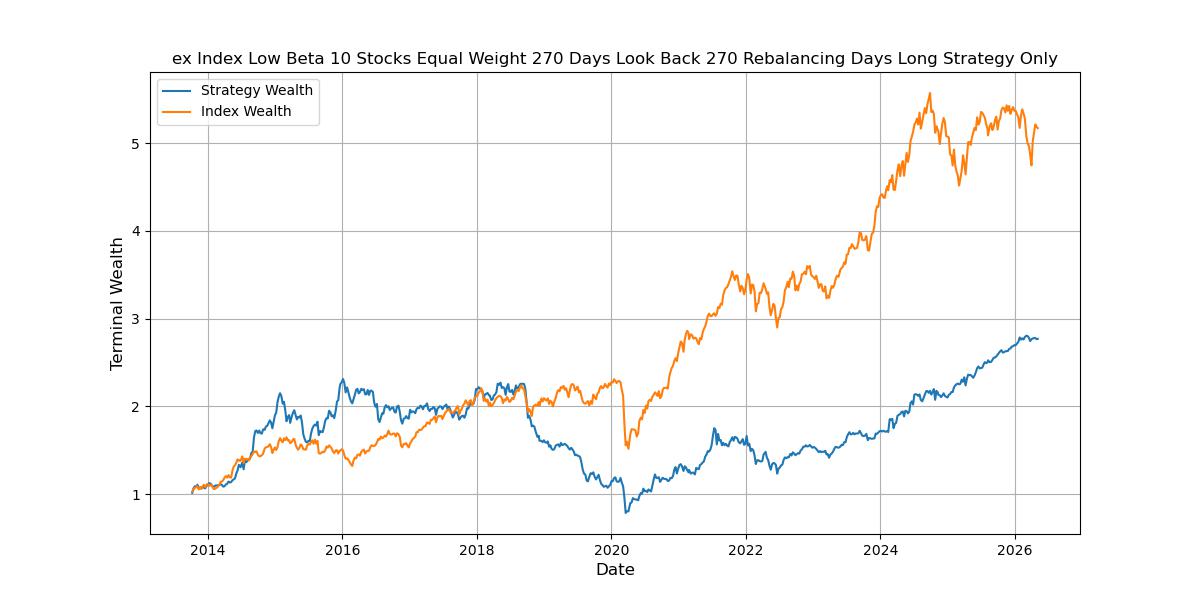 ex Index Low Beta 10 Stocks Equal Weight 270 Days Look Back 270 Rebalancing Days Long Strategy Only
Strategy Wealth
Index Wealth
Terminal Wealth
5
4
3
2
1
2014 2016 2018 2020 2022 2024 2026
Date